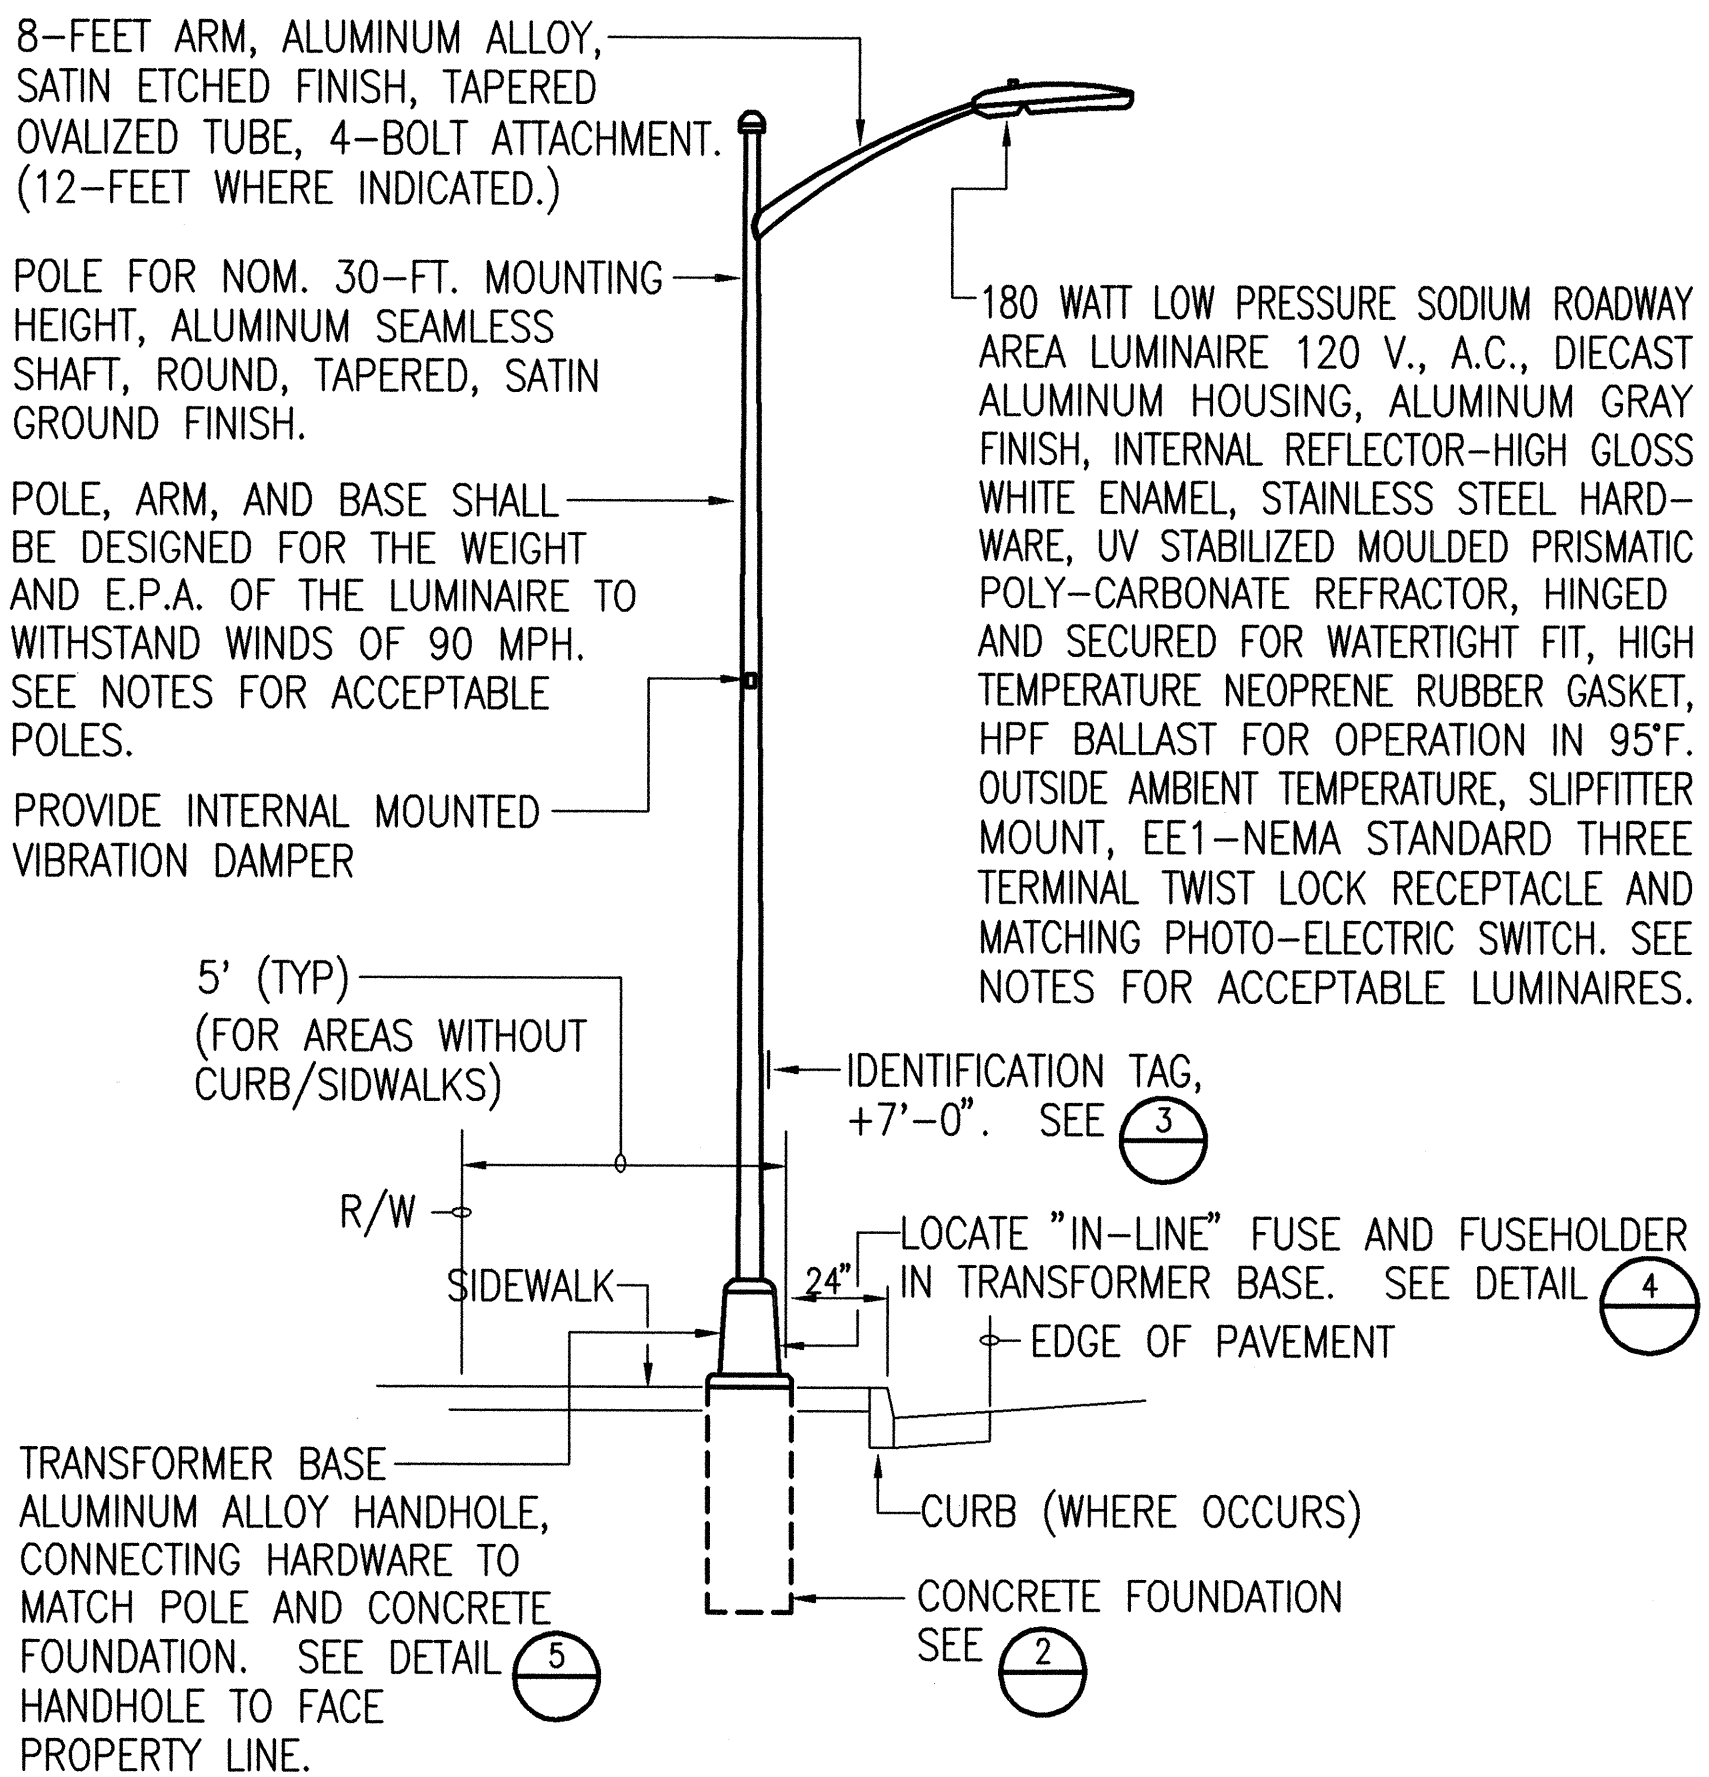 8-FEET ARM, ALUMINUM ALLOY,
SATIN ETCHED FINISH, TAPERED
OVALIZED TUBE, 4-BOLT ATTACHMENT.
(12-FEET WHERE INDICATED.)
POLE FOR NOM. 30-FT. MOUNTING
HEIGHT, ALUMINUM SEAMLESS
SHAFT, ROUND, TAPERED, SATIN
GROUND FINISH.
POLE, ARM, AND BASE SHALL
BE DESIGNED FOR THE WEIGHT
AND E.P.A. OF THE LUMINAIRE TO
WITHSTAND WINDS OF 90 MPH.
SEE NOTES FOR ACCEPTABLE
POLES.
PROVIDE INTERNAL MOUNTED
VIBRATION DAMPER
180 WATT LOW PRESSURE SODIUM ROADWAY
AREA LUMINAIRE 120 V., A.C., DIECAST
ALUMINUM HOUSING, ALUMINUM GRAY
FINISH, INTERNAL REFLECTOR-HIGH GLOSS
WHITE ENAMEL, STAINLESS STEEL HARD-
WARE, UV STABILIZED MOULDED PRISMATIC
POLY-CARBONATE REFRACTOR, HINGED
AND SECURED FOR WATERTIGHT FIT, HIGH
TEMPERATURE NEOPRENE RUBBER GASKET,
HPF BALLAST FOR OPERATION IN 95°F.
OUTSIDE AMBIENT TEMPERATURE, SLIPFITTER
MOUNT, EE1-NEMA STANDARD THREE
TERMINAL TWIST LOCK RECEPTACLE AND
MATCHING PHOTO-ELECTRIC SWITCH. SEE
NOTES FOR ACCEPTABLE LUMINAIRES.
5' (TYP)
(FOR AREAS WITHOUT
CURB/SIDWALKS)
IDENTIFICATION TAG,
+7'-0". SEE 3
R/W
LOCATE "IN-LINE" FUSE AND FUSEHOLDER
IN TRANSFORMER BASE. SEE DETAIL 4
SIDEWALK
24"
EDGE OF PAVEMENT
TRANSFORMER BASE
ALUMINUM ALLOY HANDHOLE,
CONNECTING HARDWARE TO
MATCH POLE AND CONCRETE
FOUNDATION. SEE DETAIL 5
HANDHOLE TO FACE
PROPERTY LINE.
CURB (WHERE OCCURS)
CONCRETE FOUNDATION
SEE 2